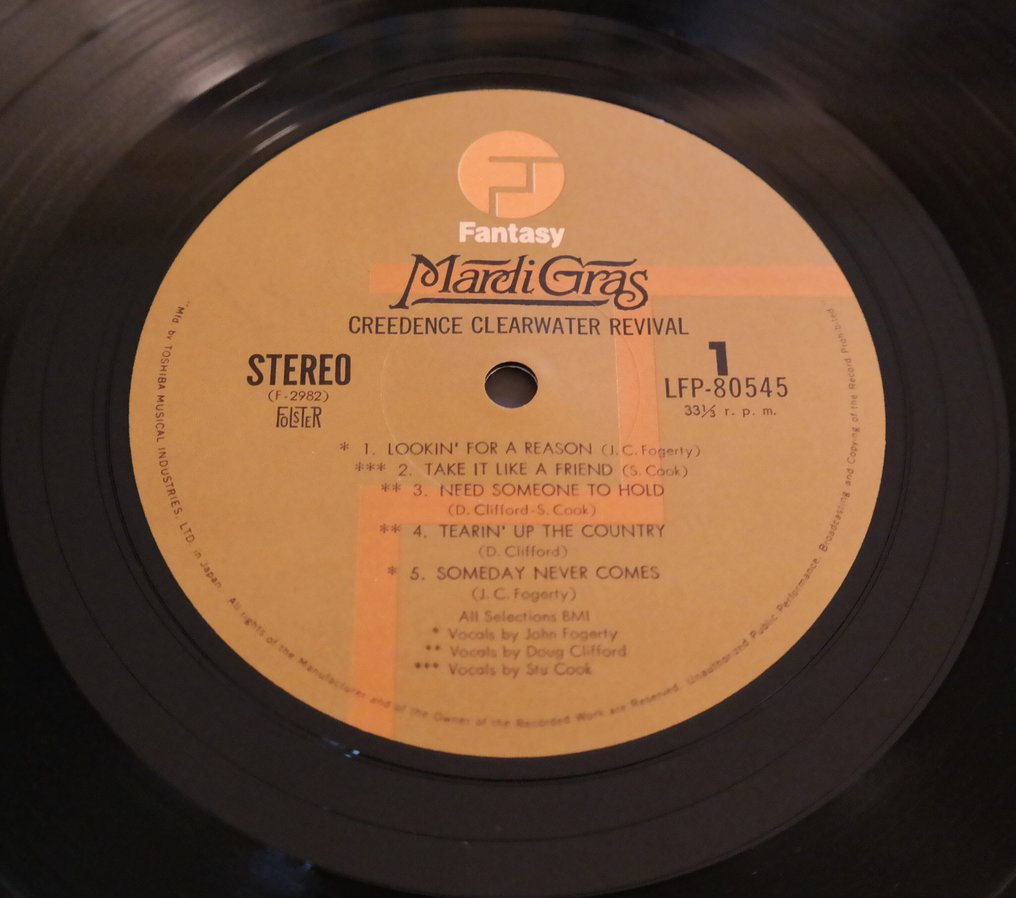 Fantasy
Mardi Gras
CREEDENCE CLEARWATER REVIVAL
STEREO
(F-2982)
FOLSTER
1
LFP-80545
33⅓ r. p. m.
* 1. LOOKIN' FOR A REASON (J. C. Fogerty)
*** 2. TAKE IT LIKE A FRIEND (S. Cook)
** 3. NEED SOMEONE TO HOLD
(D. Clifford-S. Cook)
** 4. TEARIN' UP THE COUNTRY
(D. Clifford)
* 5. SOMEDAY NEVER COMES
(J. C. Fogerty)
All Selections BMI
* Vocals by John Fogerty
** Vocals by Doug Clifford
*** Vocals by Stu Cook
Mfd by TOSHIBA MUSICAL INDUSTRIES, LTD. in Japan. All rights of the Manufacturer and of the Owner of the Recorded Work are Reserved. Unauthorized Public Performance, Broadcasting and Copying of the Record Prohibited